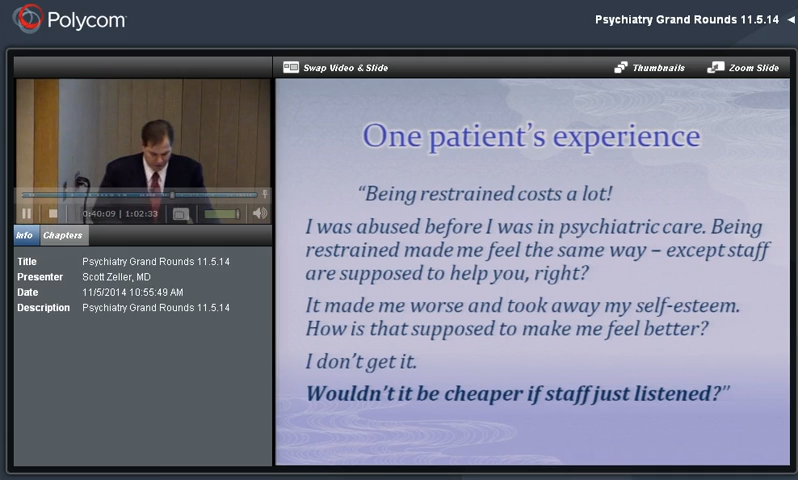 Polycom
Psychiatry Grand Rounds 11.5.14
Swap Video & Slide
Thumbnails
Zoom Slide
0:40:09 | 1:02:33
Info
Chapters
Title Psychiatry Grand Rounds 11.5.14
Presenter Scott Zeller, MD
Date 11/5/2014 10:55:49 AM
Description Psychiatry Grand Rounds 11.5.14
One patient's experience
"Being restrained costs a lot!
I was abused before I was in psychiatric care. Being
restrained made me feel the same way – except staff
are supposed to help you, right?
It made me worse and took away my self-esteem.
How is that supposed to make me feel better?
I don't get it.
Wouldn't it be cheaper if staff just listened?"